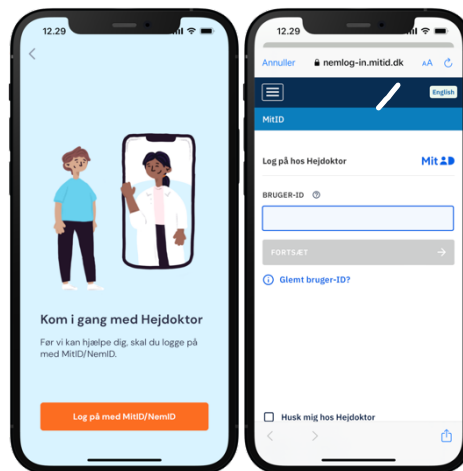 12.29
Kom i gang med Hejdoktor
Før vi kan hjælpe dig, skal du logge på
med MitID/NemID.
Log på med MitID/NemID
12.29
Annuller
nemlog-in.mitid.dk
AA
English
MitID
Log på hos Hejdoktor
Mit
BRUGER-ID
FORTSÆT
Glemt bruger-ID?
Husk mig hos Hejdoktor